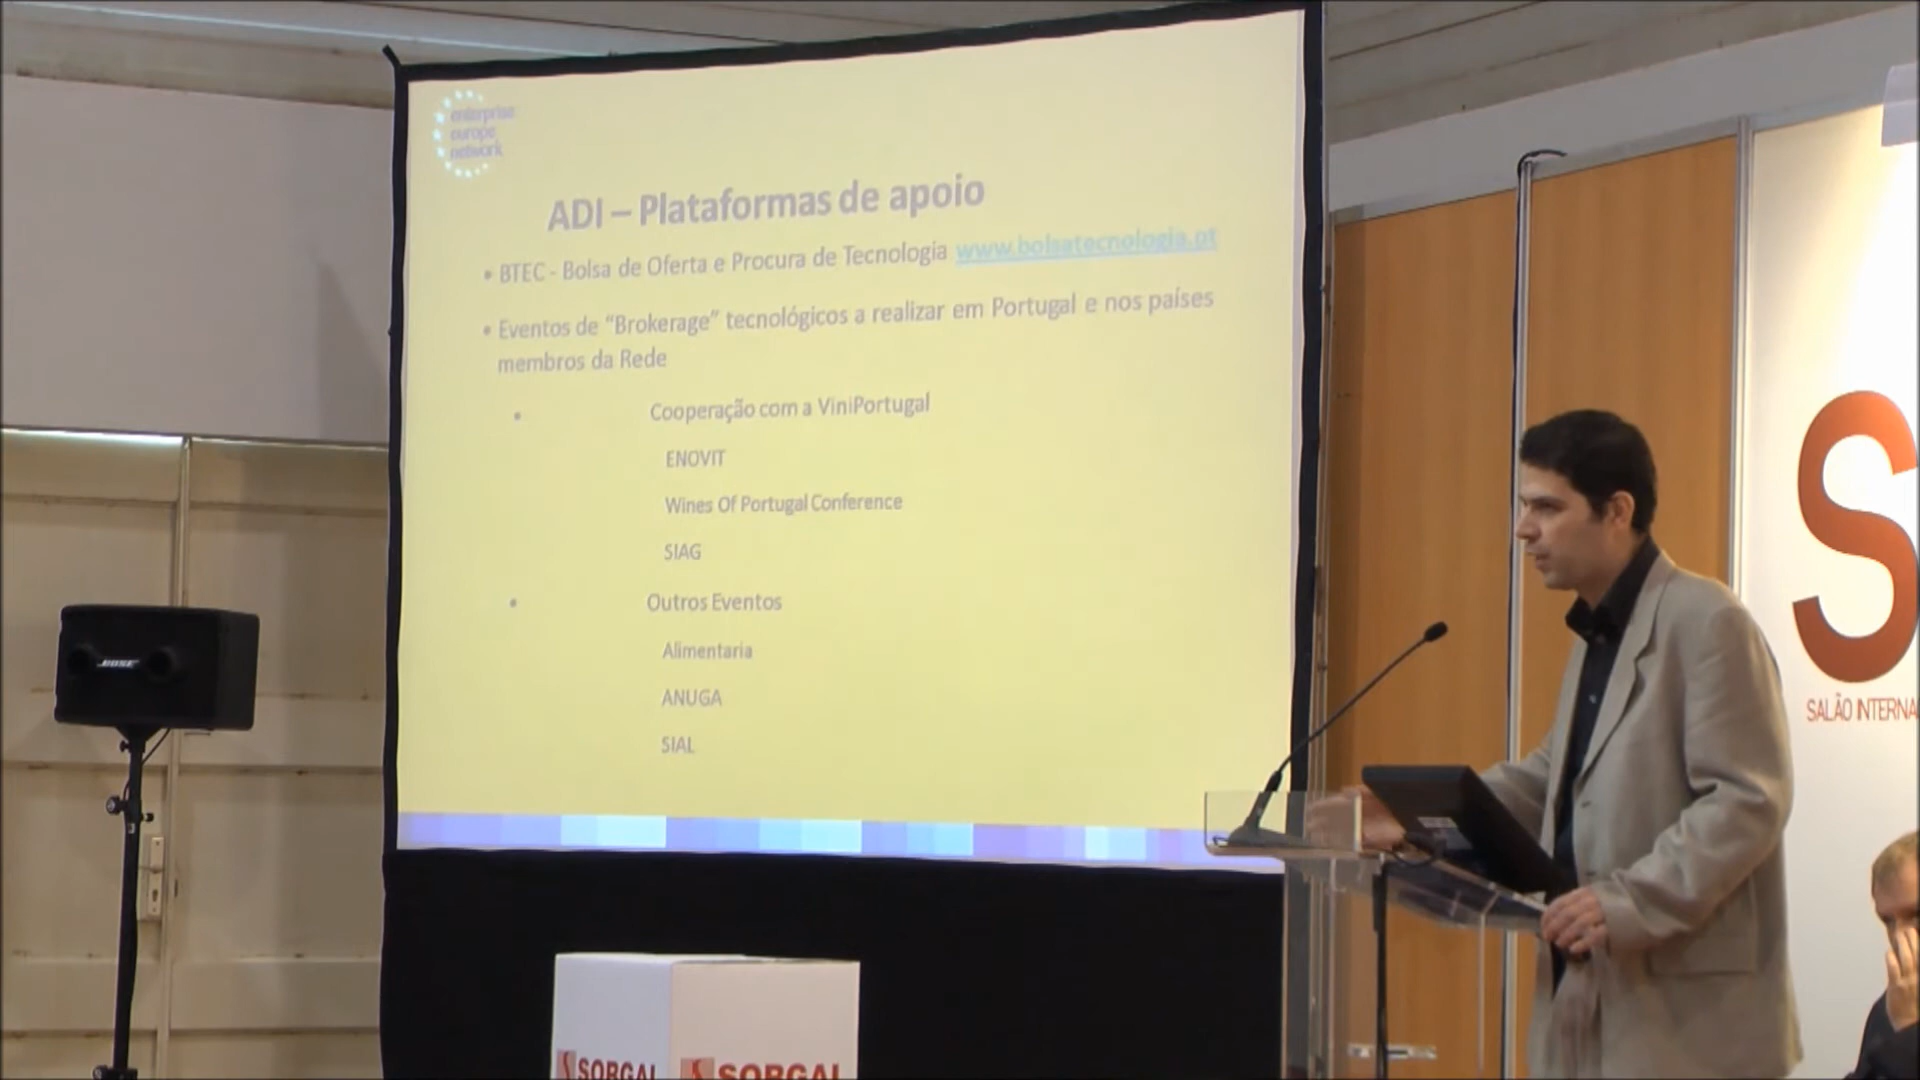 enterprise
europe
network
ADI – Plataformas de apoio
• BTEC - Bolsa de Oferta e Procura de Tecnologia www.bolsatecnologia.pt
• Eventos de “Brokerage” tecnológicos a realizar em Portugal e nos países
membros da Rede
• Cooperação com a ViniPortugal
ENOVIT
Wines Of Portugal Conference
SIAG
• Outros Eventos
Alimentaria
ANUGA
SIAL
BOSE
S
SALÃO INTERNA
SORGAL SORGAL